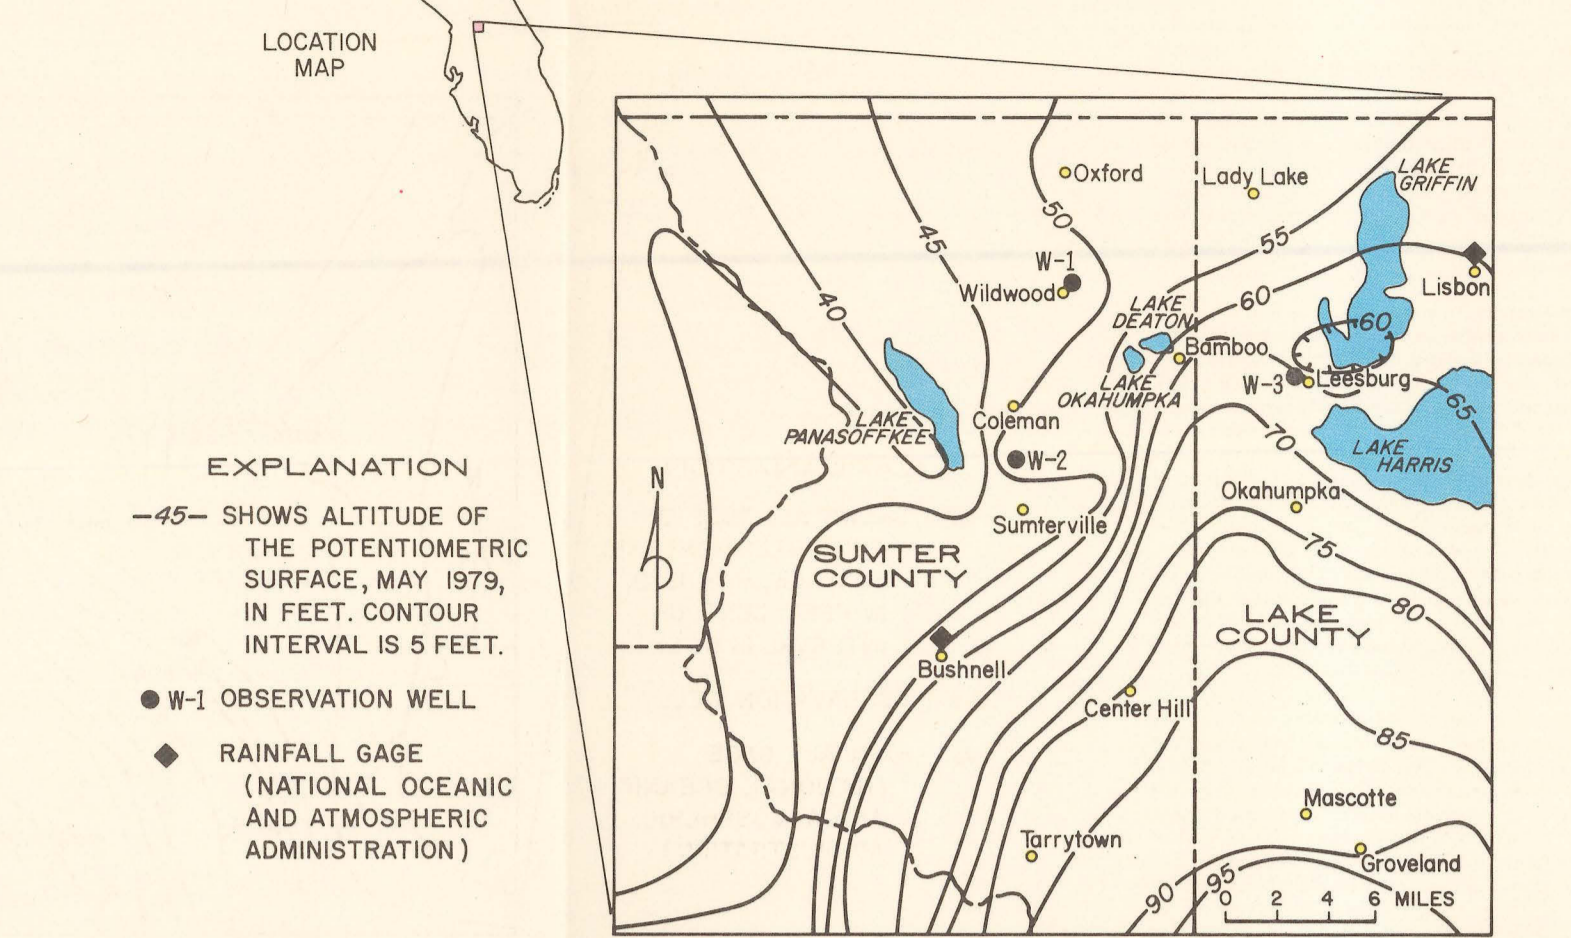 LOCATION
MAP
EXPLANATION
—45— SHOWS ALTITUDE OF
THE POTENTIOMETRIC
SURFACE, MAY 1979,
IN FEET. CONTOUR
INTERVAL IS 5 FEET.
W-1 OBSERVATION WELL
RAINFALL GAGE
(NATIONAL OCEANIC
AND ATMOSPHERIC
ADMINISTRATION)
Oxford
Lady Lake
LAKE
GRIFFIN
50
45
55
W-1
Wildwood
40
60
Lisbon
LAKE
DEATON
60
Bamboo
W-3
Leesburg
LAKE
OKAHUMPKA
65
LAKE
PANASOFFKEE
Coleman
70
LAKE
HARRIS
N
W-2
Okahumpka
Sumterville
75
SUMTER
COUNTY
80
LAKE
COUNTY
Bushnell
Center Hill
85
Mascotte
Tarrytown
Groveland
90
95
0 2 4 6 MILES